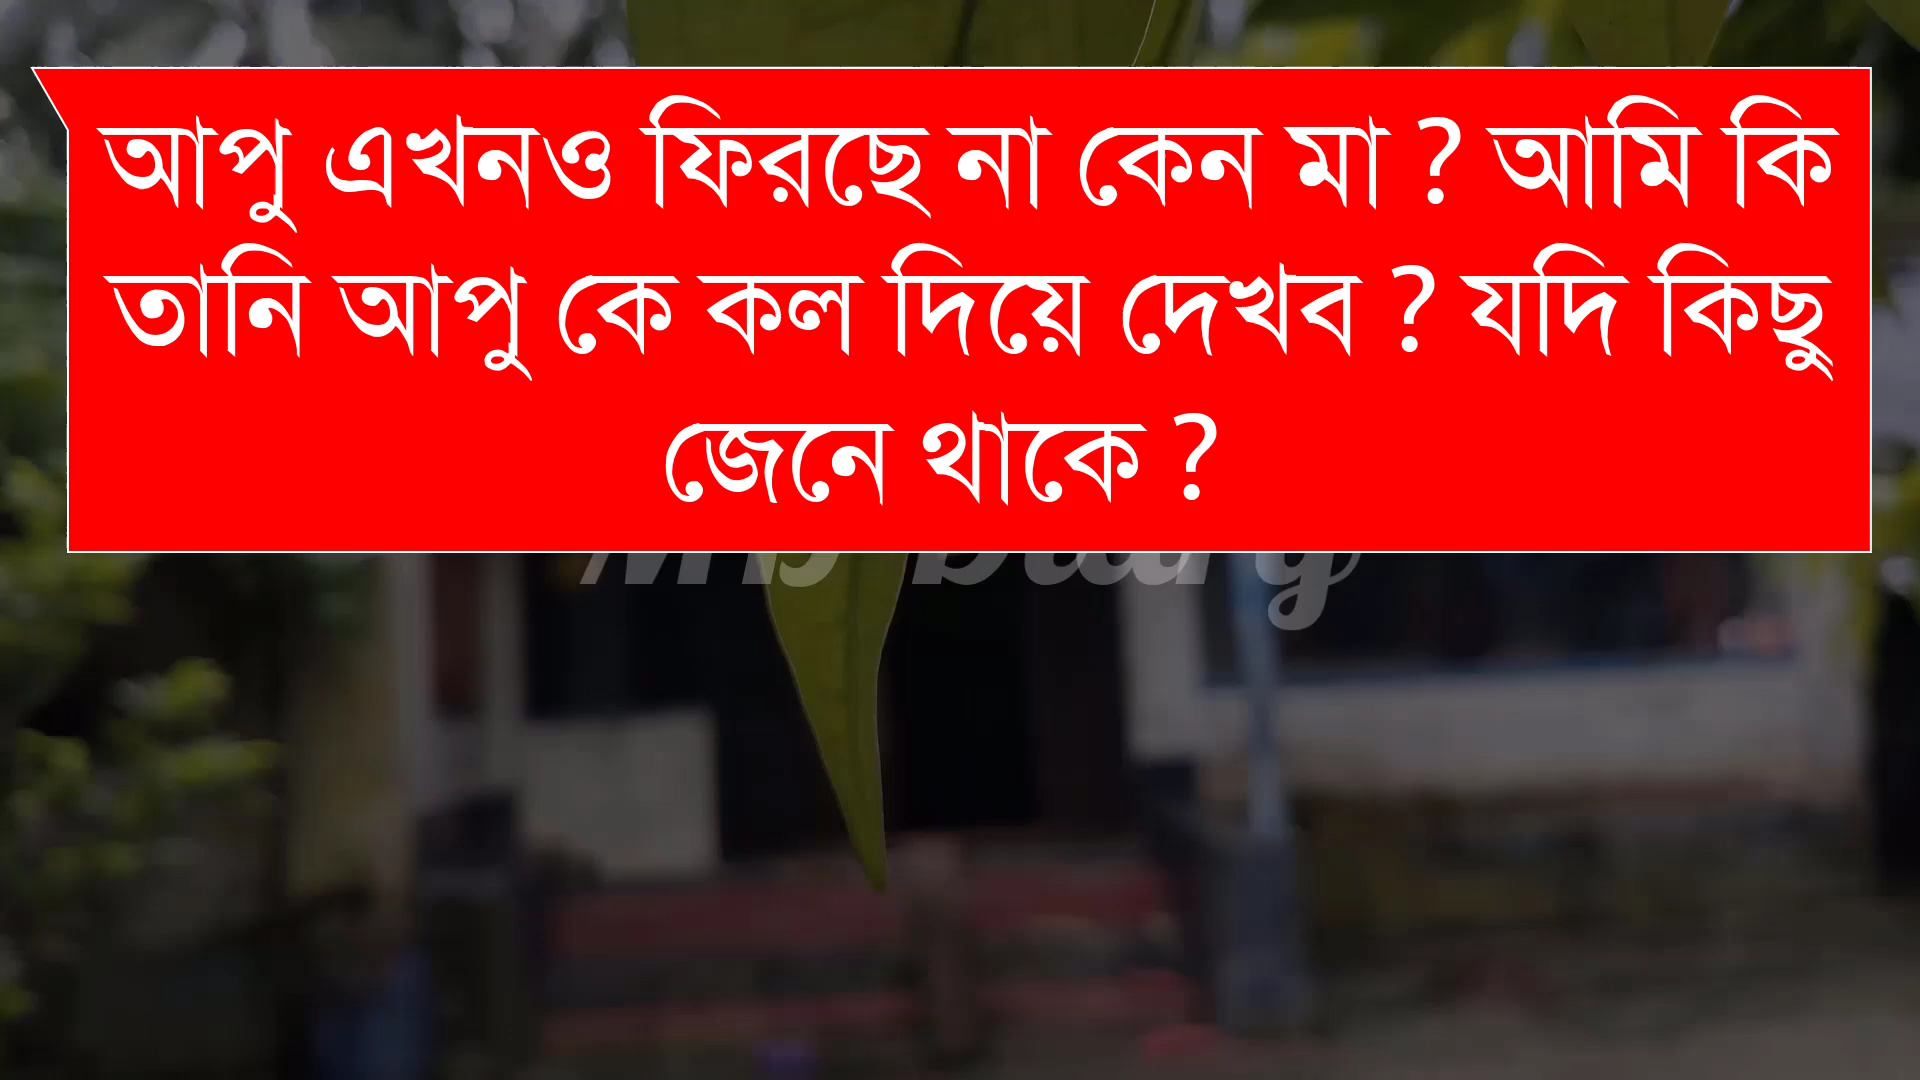 আপু এখনও ফিরছে না কেন মা ? আমি কি
তানি আপু কে কল দিয়ে দেখব ? যদি কিছু
জেনে থাকে ?